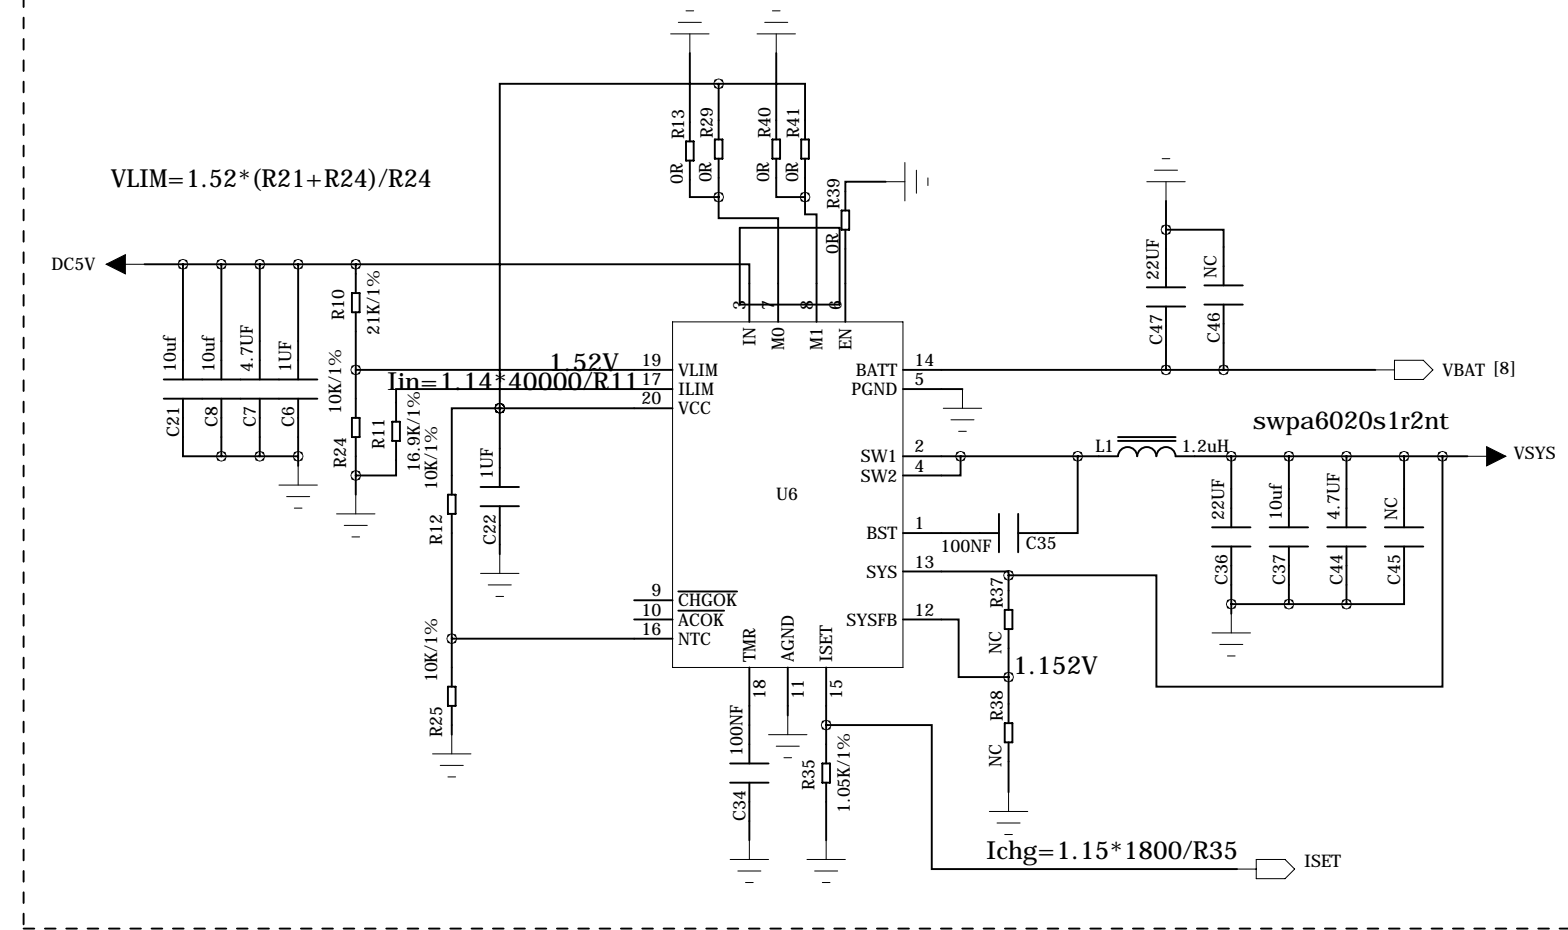 VLIM=1.52*(R21+R24)/R24
R13
0R
R29
0R
R40
0R
R41
0R
R39
0R
DC5V
10uf
C21
10uf
C8
4.7UF
C7
1UF
C6
R10
21K/1%
10K/1%
R24
R11
16.9K/1%
1.52V
Iin=1.14*40000/R11
10K/1%
R12
1UF
C22
10K/1%
R25
3
7
8
6
IN
M0
M1
EN
19
VLIM
17
ILIM
20
VCC
9
CHGOK
10
ACOK
16
NTC
U6
BATT
14
PGND
5
SW1
2
SW2
4
BST
1
SYS
13
SYSFB
12
TMR
AGND
ISET
18
11
15
22UF
C47
NC
C46
VBAT [8]
swpa6020s1r2nt
L1
1.2uH
VSYS
100NF
C35
22UF
C36
10uf
C37
4.7UF
C44
NC
C45
R37
NC
1.152V
R38
NC
100NF
C34
R35
1.05K/1%
Ichg=1.15*1800/R35
ISET